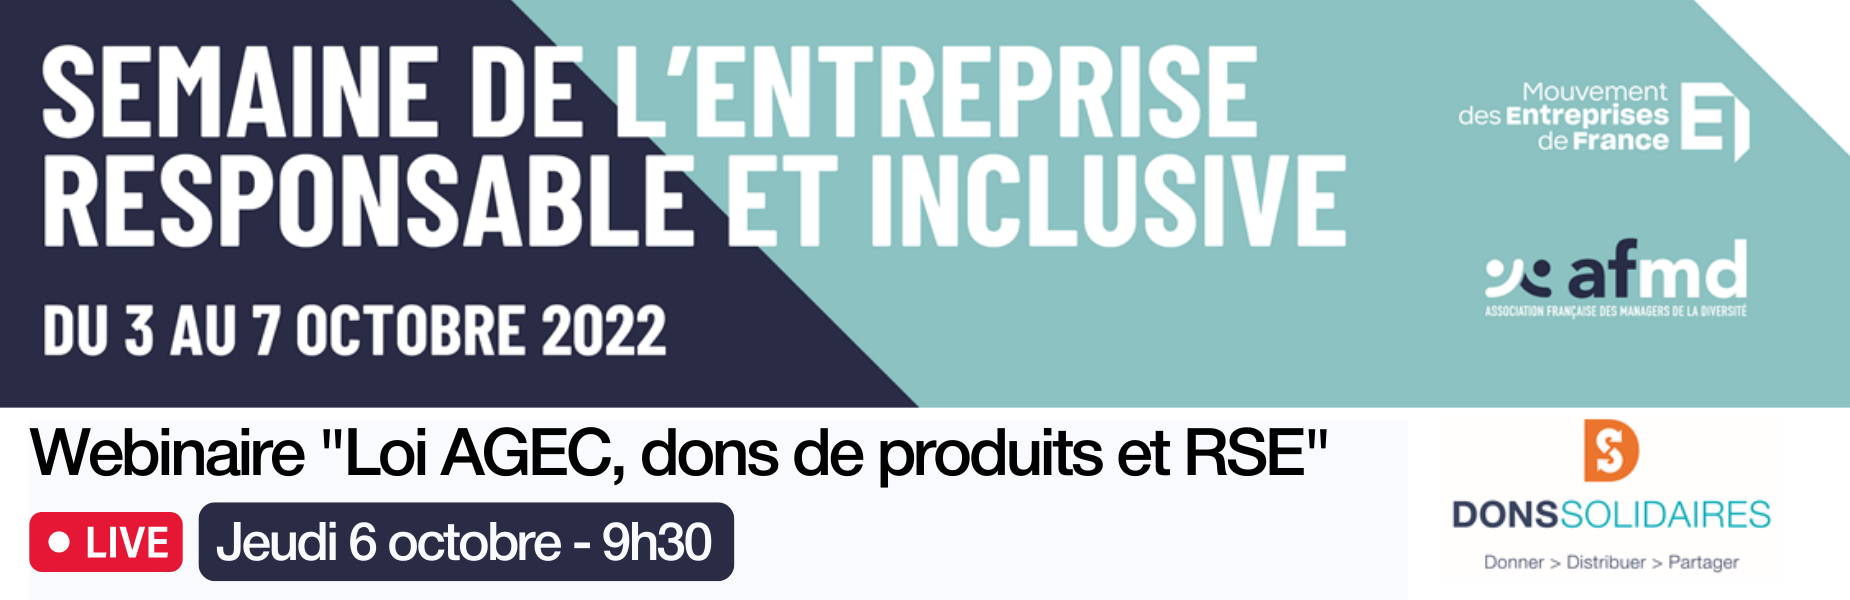 SEMAINE DE L'ENTREPRISE
RESPONSABLE ET INCLUSIVE
DU 3 AU 7 OCTOBRE 2022
Mouvement
des Entreprises
de France
afmd
ASSOCIATION FRANÇAISE DES MANAGERS DE LA DIVERSITÉ
Webinaire "Loi AGEC, dons de produits et RSE"
LIVE
Jeudi 6 octobre - 9h30
DONSSOLIDAIRES
Donner > Distribuer > Partager